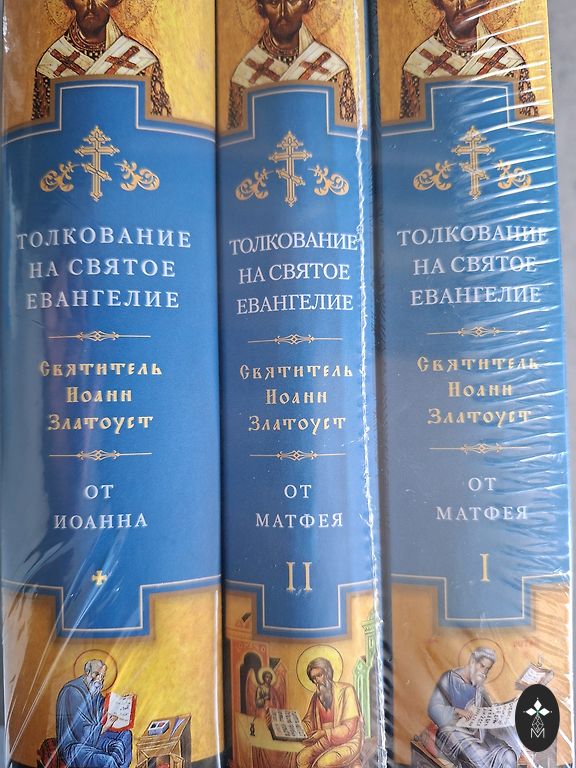 ТОЛКОВАНИЕ
НА СВЯТОЕ
ЕВАНГЕЛИЕ
Святитель
Иоанн
Златоуст
ОТ
ИОАННА
ТОЛКОВАНИЕ
НА СВЯТОЕ
ЕВАНГЕЛИЕ
Святитель
Иоанн
Златоуст
ОТ
МАТФЕЯ
II
ТОЛКОВАНИЕ
НА СВЯТОЕ
ЕВАНГЕЛИЕ
Святитель
Иоанн
Златоуст
ОТ
МАТФЕЯ
I